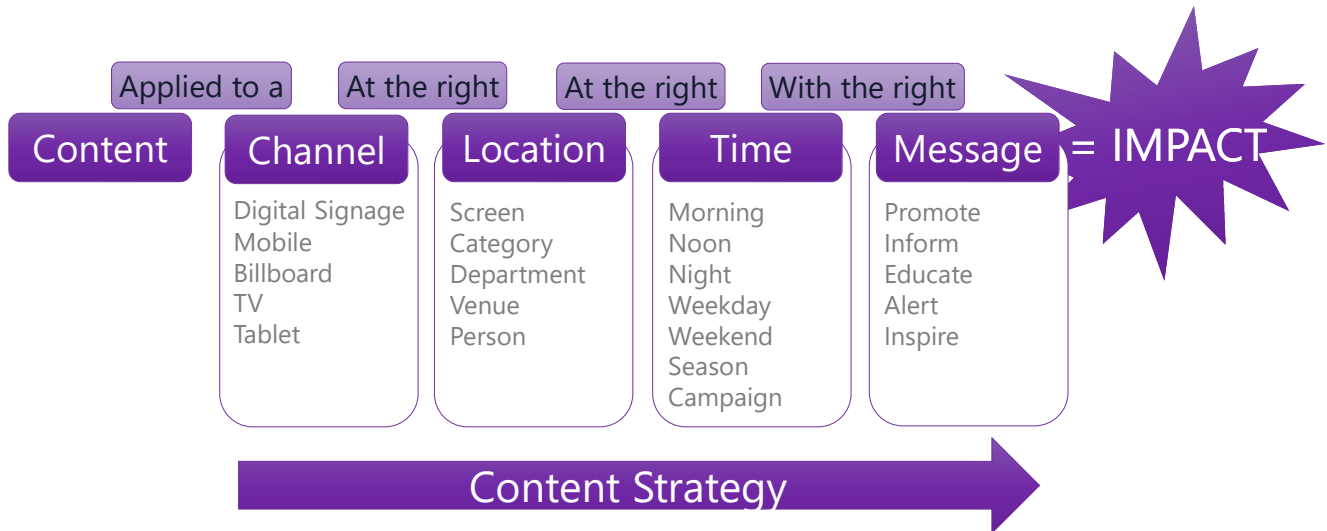 Applied to a
At the right
At the right
With the right
Content
Channel
Location
Time
Message
= IMPACT
Digital Signage
Mobile
Billboard
TV
Tablet
Screen
Category
Department
Venue
Person
Morning
Noon
Night
Weekday
Weekend
Season
Campaign
Promote
Inform
Educate
Alert
Inspire
Content Strategy